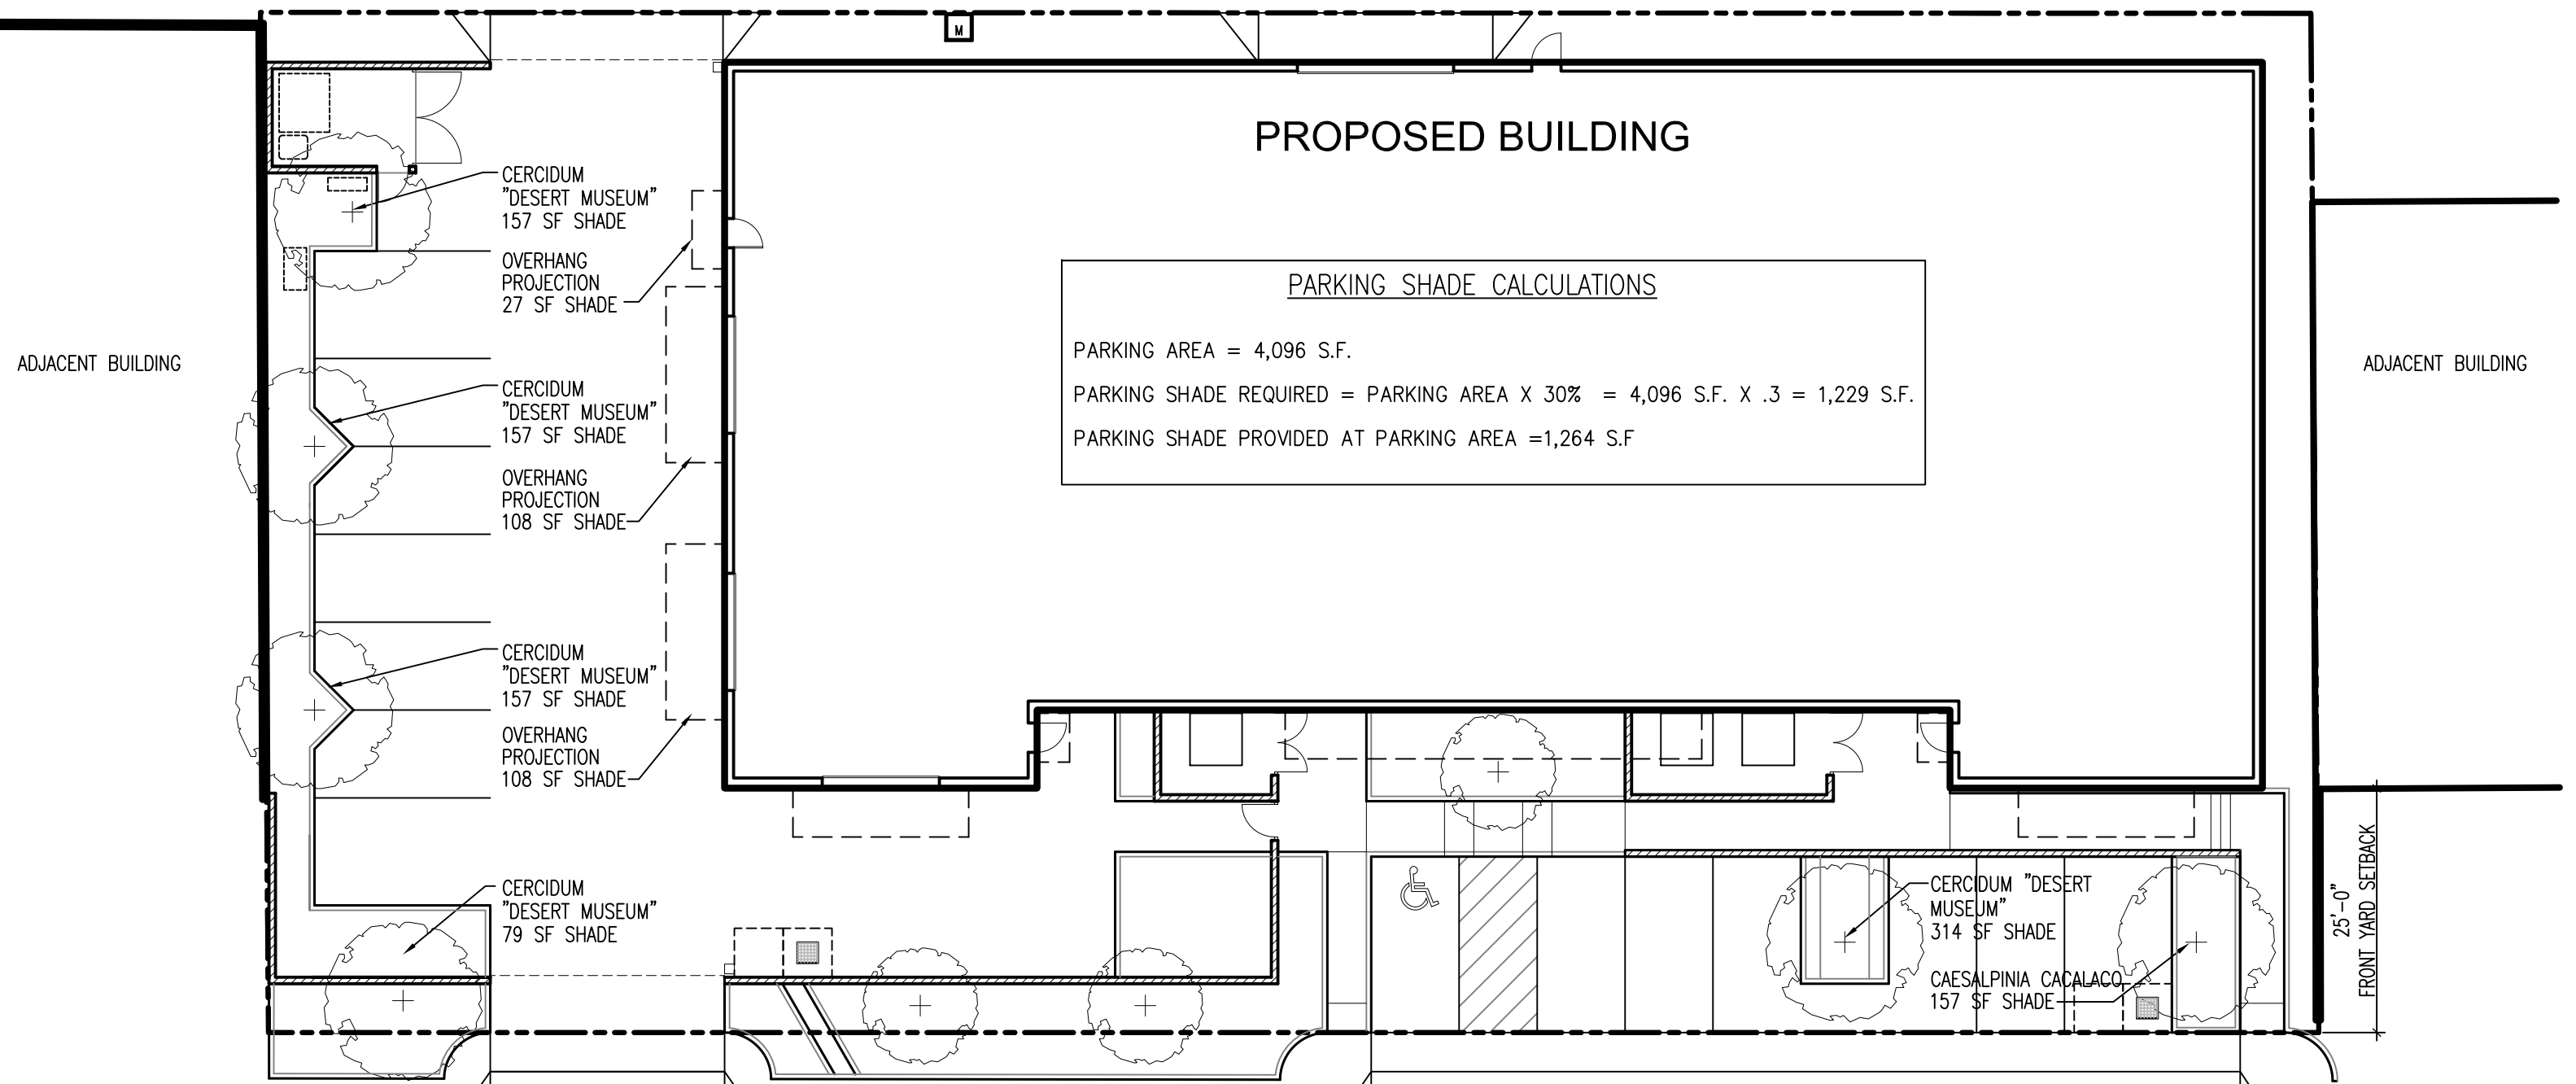 M
PROPOSED BUILDING
CERCIDUM
"DESERT MUSEUM"
157 SF SHADE
OVERHANG
PROJECTION
27 SF SHADE
PARKING SHADE CALCULATIONS
PARKING AREA = 4,096 S.F.
PARKING SHADE REQUIRED = PARKING AREA X 30% = 4,096 S.F. X .3 = 1,229 S.F.
PARKING SHADE PROVIDED AT PARKING AREA =1,264 S.F
ADJACENT BUILDING
ADJACENT BUILDING
CERCIDUM
"DESERT MUSEUM"
157 SF SHADE
OVERHANG
PROJECTION
108 SF SHADE
CERCIDUM
"DESERT MUSEUM"
157 SF SHADE
OVERHANG
PROJECTION
108 SF SHADE
CERCIDUM
"DESERT MUSEUM"
79 SF SHADE
CERCIDUM "DESERT
MUSEUM"
314 SF SHADE
CAESALPINIA CACALACO
157 SF SHADE
25'-0"
FRONT YARD SETBACK